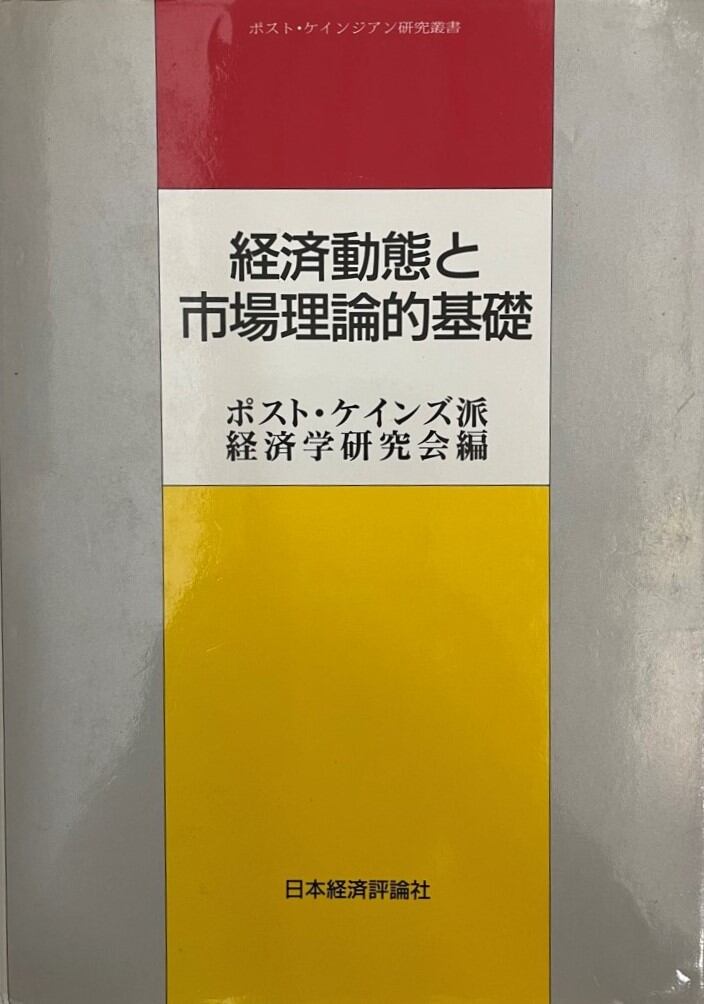 ポスト・ケインジアン研究叢書
経済動態と
市場理論的基礎
ポスト・ケインズ派
経済学研究会編
日本経済評論社